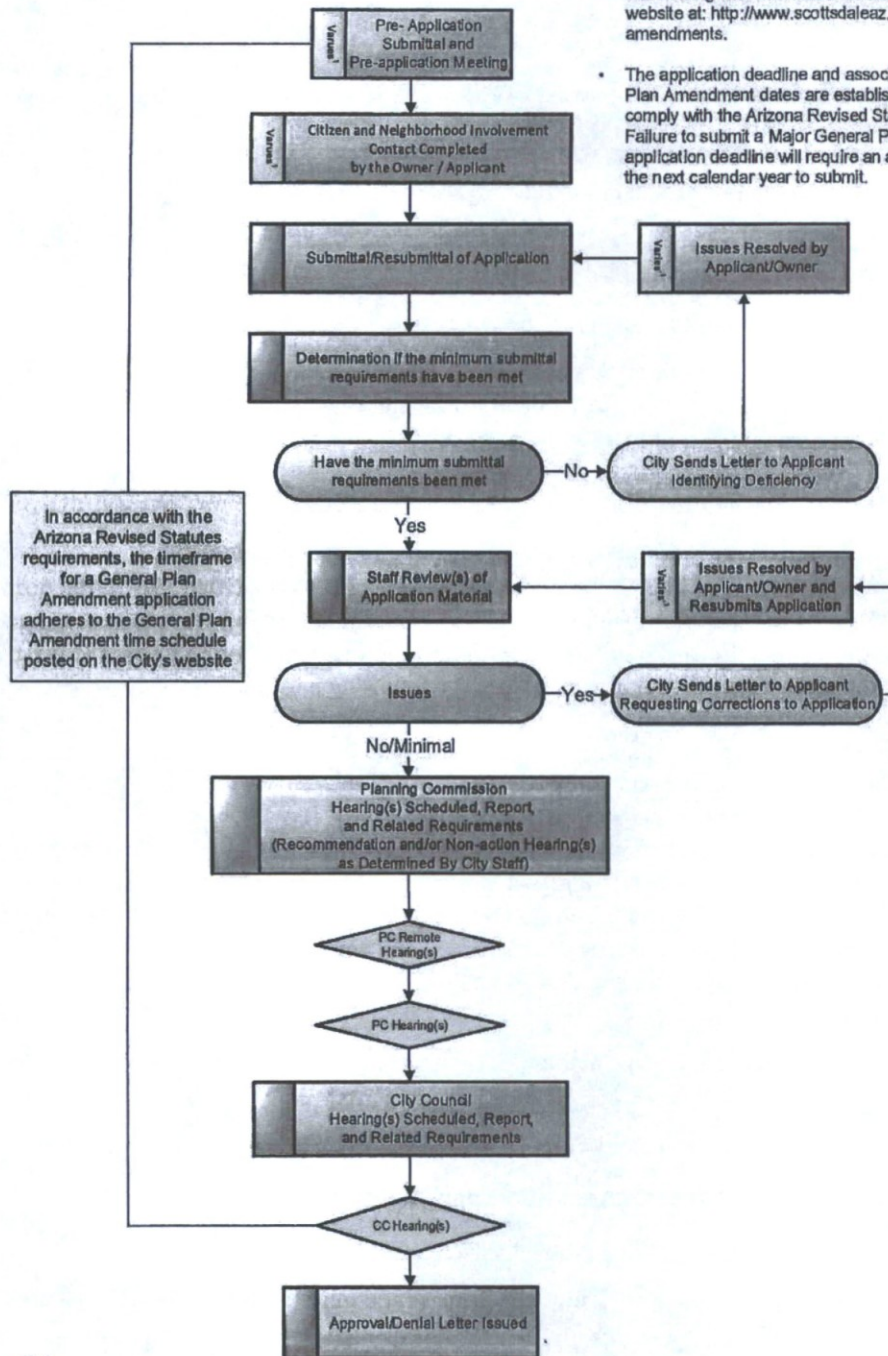 website at: http://www.scottsdaleaz.
amendments.
• The application deadline and assoc
Plan Amendment dates are establis
comply with the Arizona Revised Sta
Failure to submit a Major General P
application deadline will require an a
the next calendar year to submit.
Varies¹
Pre- Application
Submittal and
Pre-application Meeting
Varies¹
Citizen and Neighborhood Involvement
Contact Completed
by the Owner / Applicant
Submittal/Resubmittal of Application
Varies¹
Issues Resolved by
Applicant/Owner
Determination if the minimum submittal
requirements have been met
Have the minimum submittal
requirements been met
No
City Sends Letter to Applicant
Identifying Deficiency
Yes
In accordance with the
Arizona Revised Statutes
requirements, the timeframe
for a General Plan
Amendment application
adheres to the General Plan
Amendment time schedule
posted on the City's website
Staff Review(s) of
Application Material
Varies¹
Issues Resolved by
Applicant/Owner and
Resubmits Application
Issues
Yes
City Sends Letter to Applicant
Requesting Corrections to Application
No/Minimal
Planning Commission
Hearing(s) Scheduled, Report,
and Related Requirements
(Recommendation and/or Non-action Hearing(s)
as Determined By City Staff)
PC Remote
Hearing(s)
PC Hearing(s)
City Council
Hearing(s) Scheduled, Report,
and Related Requirements
CC Hearing(s)
Approval/Denial Letter Issued